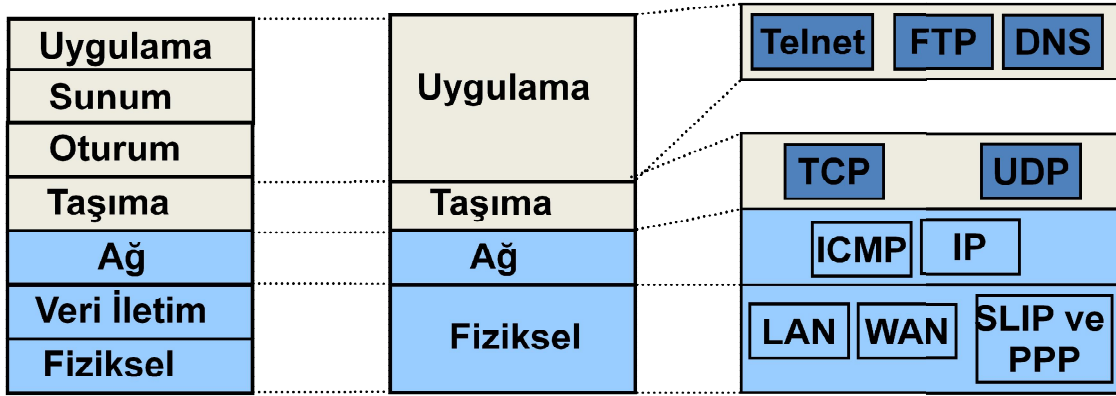 Uygulama
Sunum
Oturum
Taşıma
Ağ
Veri İletim
Fiziksel
Uygulama
Taşıma
Ağ
Fiziksel
Telnet FTP DNS
TCP UDP
ICMP IP
LAN WAN SLIP ve
PPP